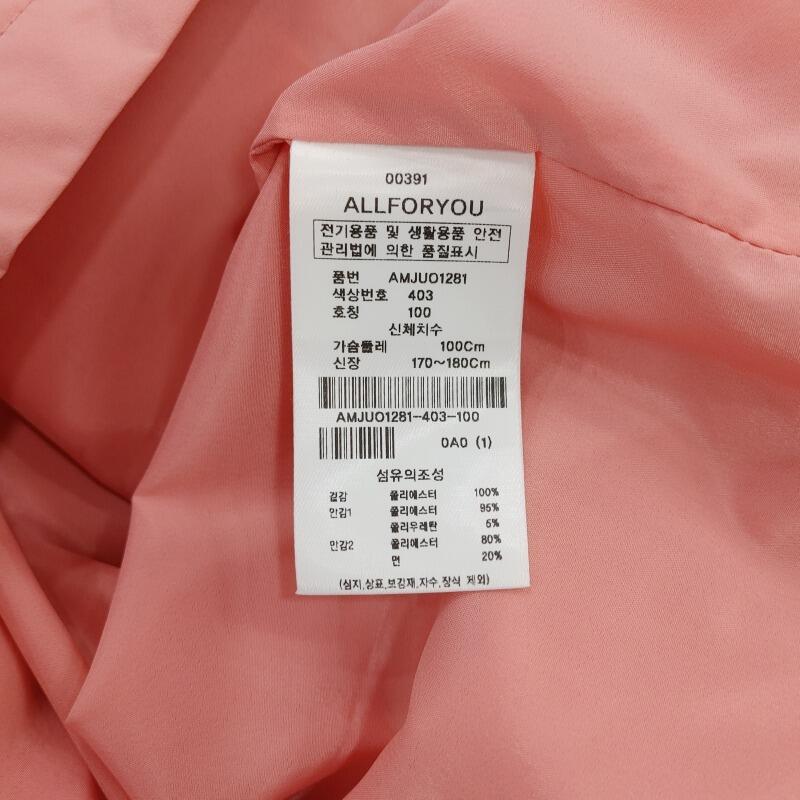 00391
ALLFORYOU
전기용품 및 생활용품 안전
관리법에 의한 품질표시
품번 AMJUO1281
색상번호 403
호칭 100
신체치수
가슴둘레 100Cm
신장 170~180Cm
AMJUO1281-403-100
0A0 (1)
섬유의조성
겉감 폴리에스터 100%
안감1 폴리에스터 95%
폴리우레탄 5%
안감2 폴리에스터 80%
면 20%
(심지,상표,보강재,자수,장식 제외)